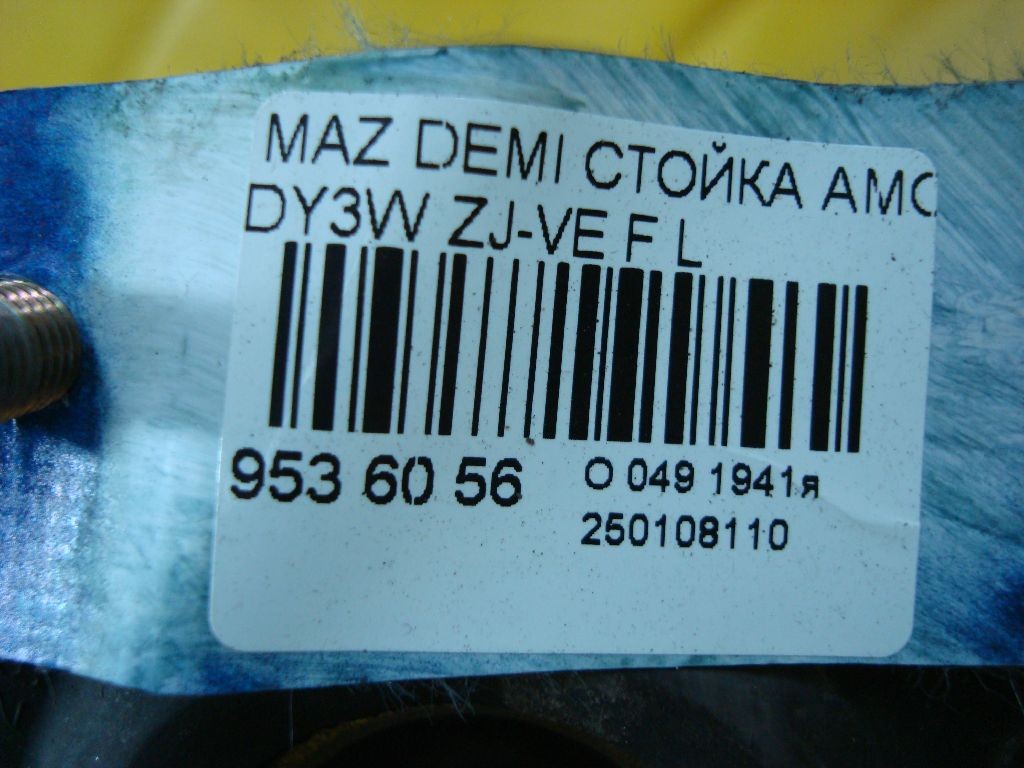 MAZ DEMI СТОЙКА АМО
DY3W ZJ-VE F L
953 60 56
О 049 1941я
250108110